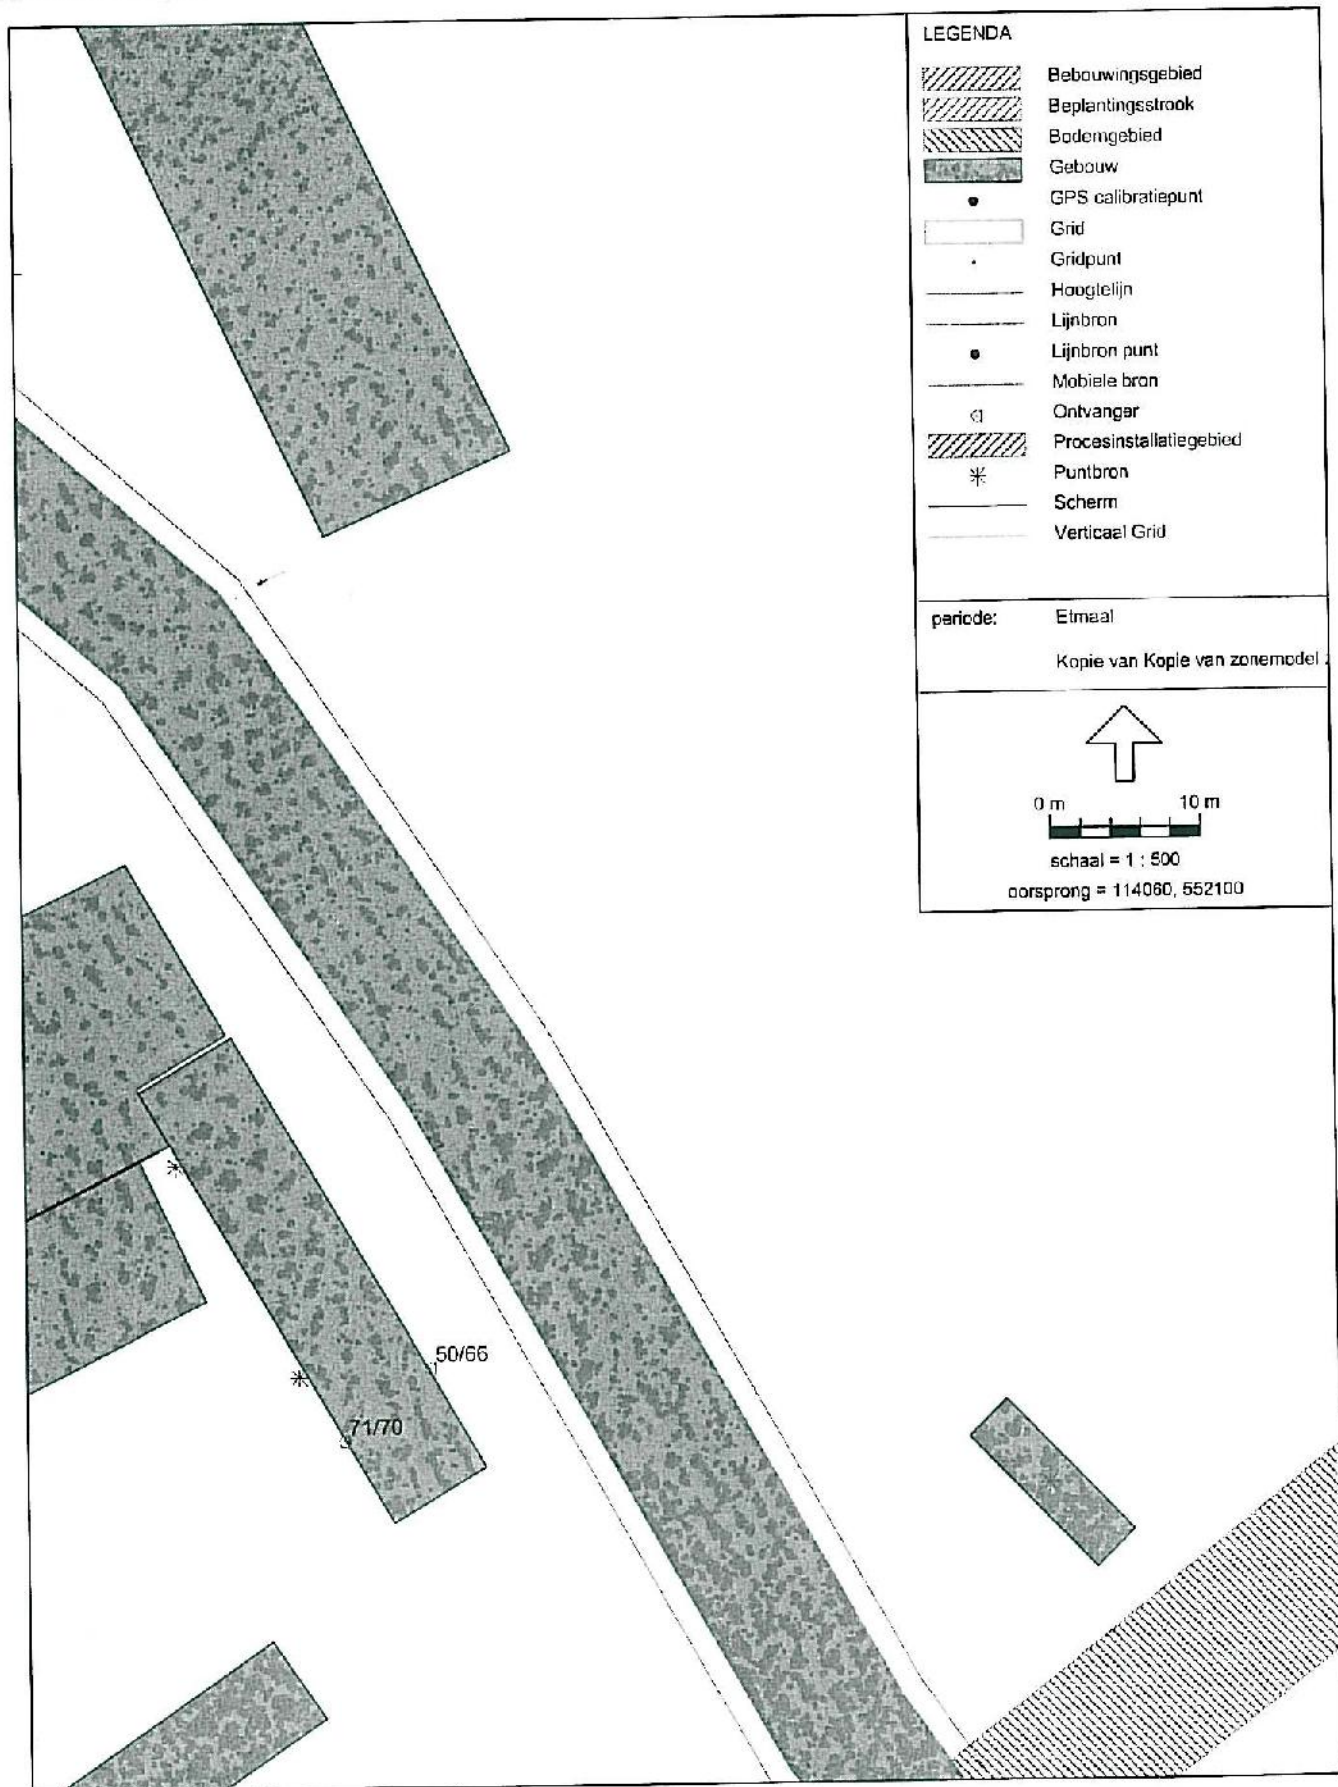 LEGENDA
Bebouwingsgebied
Beplantingsstrook
Bodemgebied
Gebouw
GPS calibratiepunt
Grid
Gridpunt
Hoogtelijn
Lijnbron
Lijnbron punt
Mobiele bron
Ontvanger
Procesinstallatiegebied
Puntbron
Scherm
Verticaal Grid
periode: Etmaal
Kopie van Kopie van zonemodel
0 m 10 m
schaal = 1 : 500
oorsprong = 114060, 552100
50/66
71/70